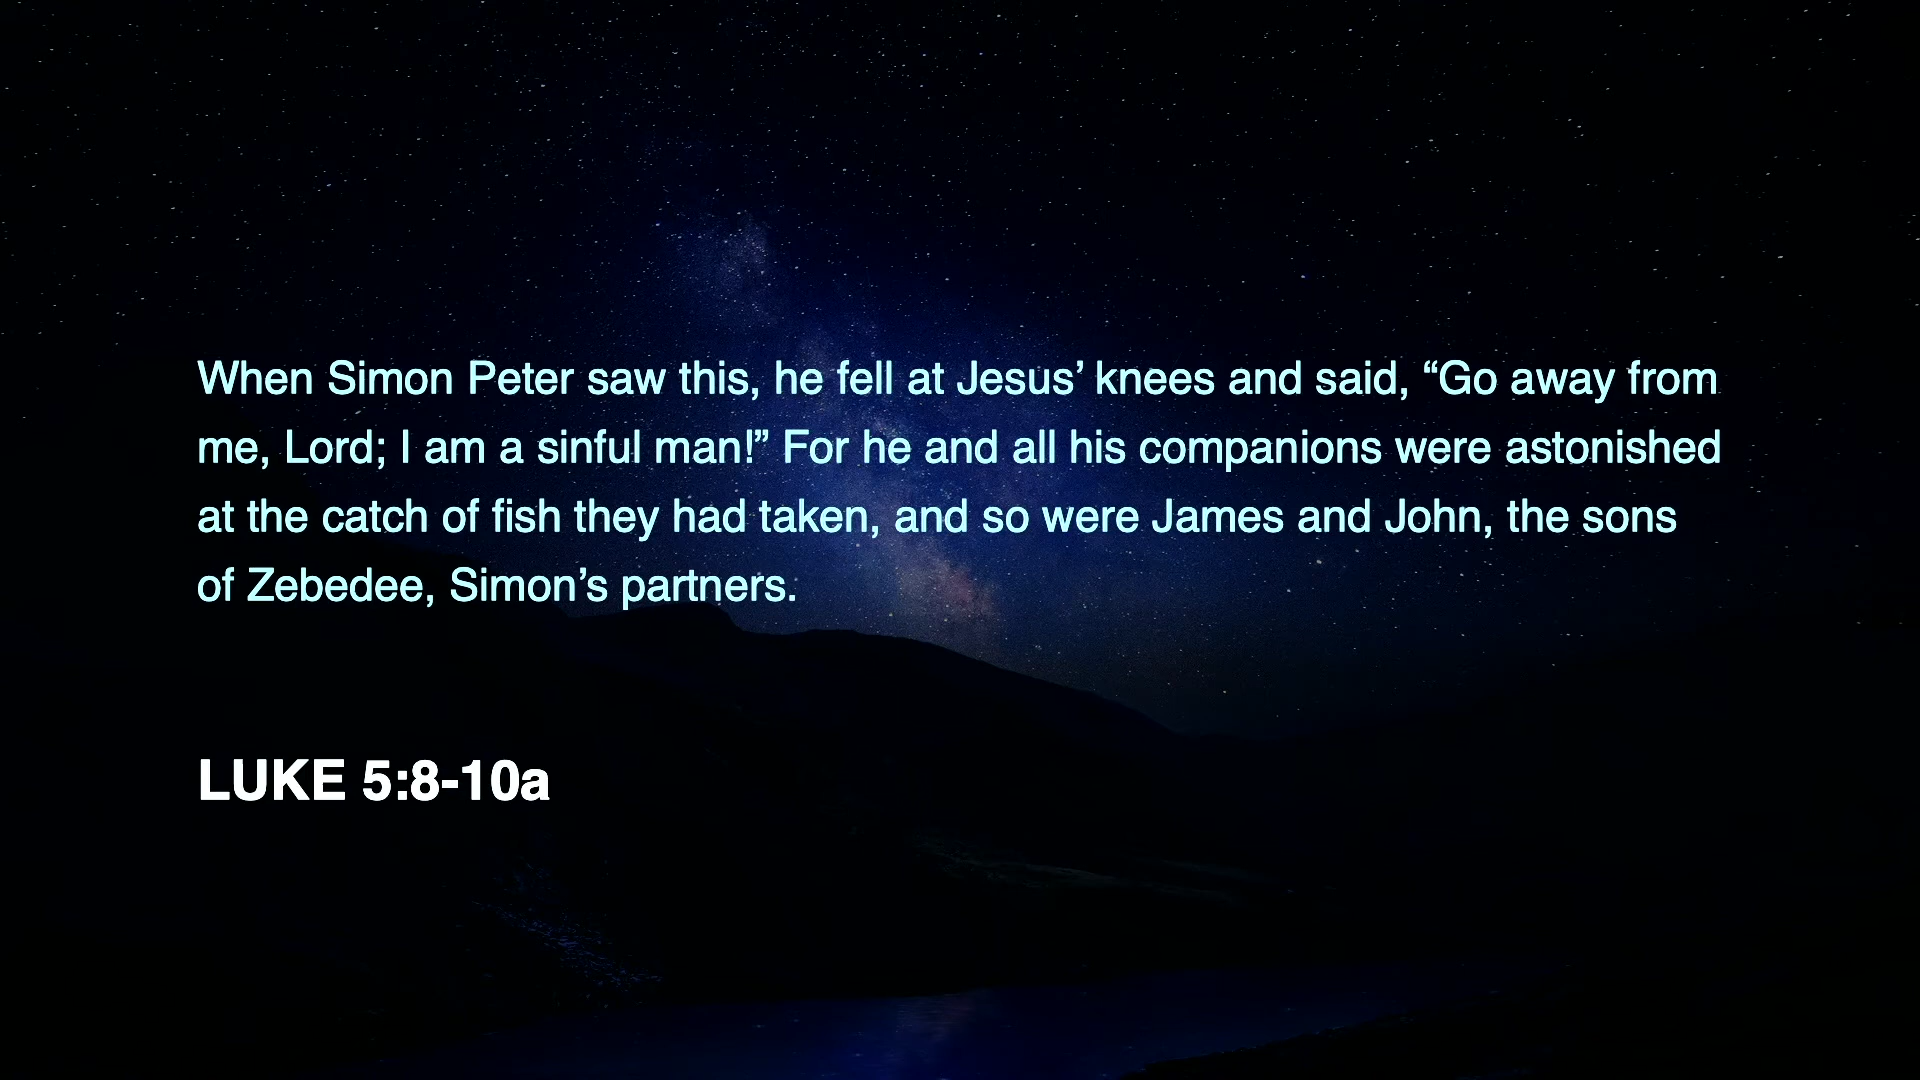 When Simon Peter saw this, he fell at Jesus’ knees and said, “Go away from
me, Lord; I am a sinful man!” For he and all his companions were astonished
at the catch of fish they had taken, and so were James and John, the sons
of Zebedee, Simon’s partners.
LUKE 5:8-10a